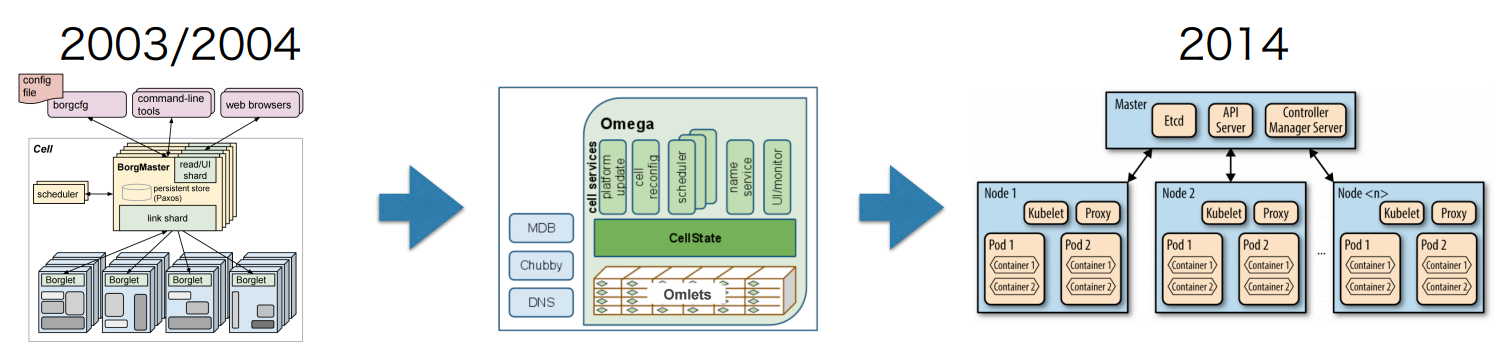 2003/2004
config
file
borgcfg
command-line
tools
web browsers
Cell
BorgMaster
read/UI
shard
persistent store
(Paxos)
scheduler
link shard
Borglet
Borglet
Borglet
Borglet
Omega
cell services
platform
update
cell
reconfig
scheduler
name
service
UI/monitor
CellState
MDB
Chubby
DNS
Omlets
2014
Master
Etcd
API
Server
Controller
Manager Server
Node 1
Kubelet
Proxy
Pod 1
Container 1
Container 2
Pod 2
Container 1
Container 2
Node 2
Kubelet
Proxy
Pod 1
Container 1
Container 2
Pod 2
Container 1
Container 2
...
Node <n>
Kubelet
Proxy
Pod 1
Container 1
Container 2
Pod 2
Container 1
Container 2